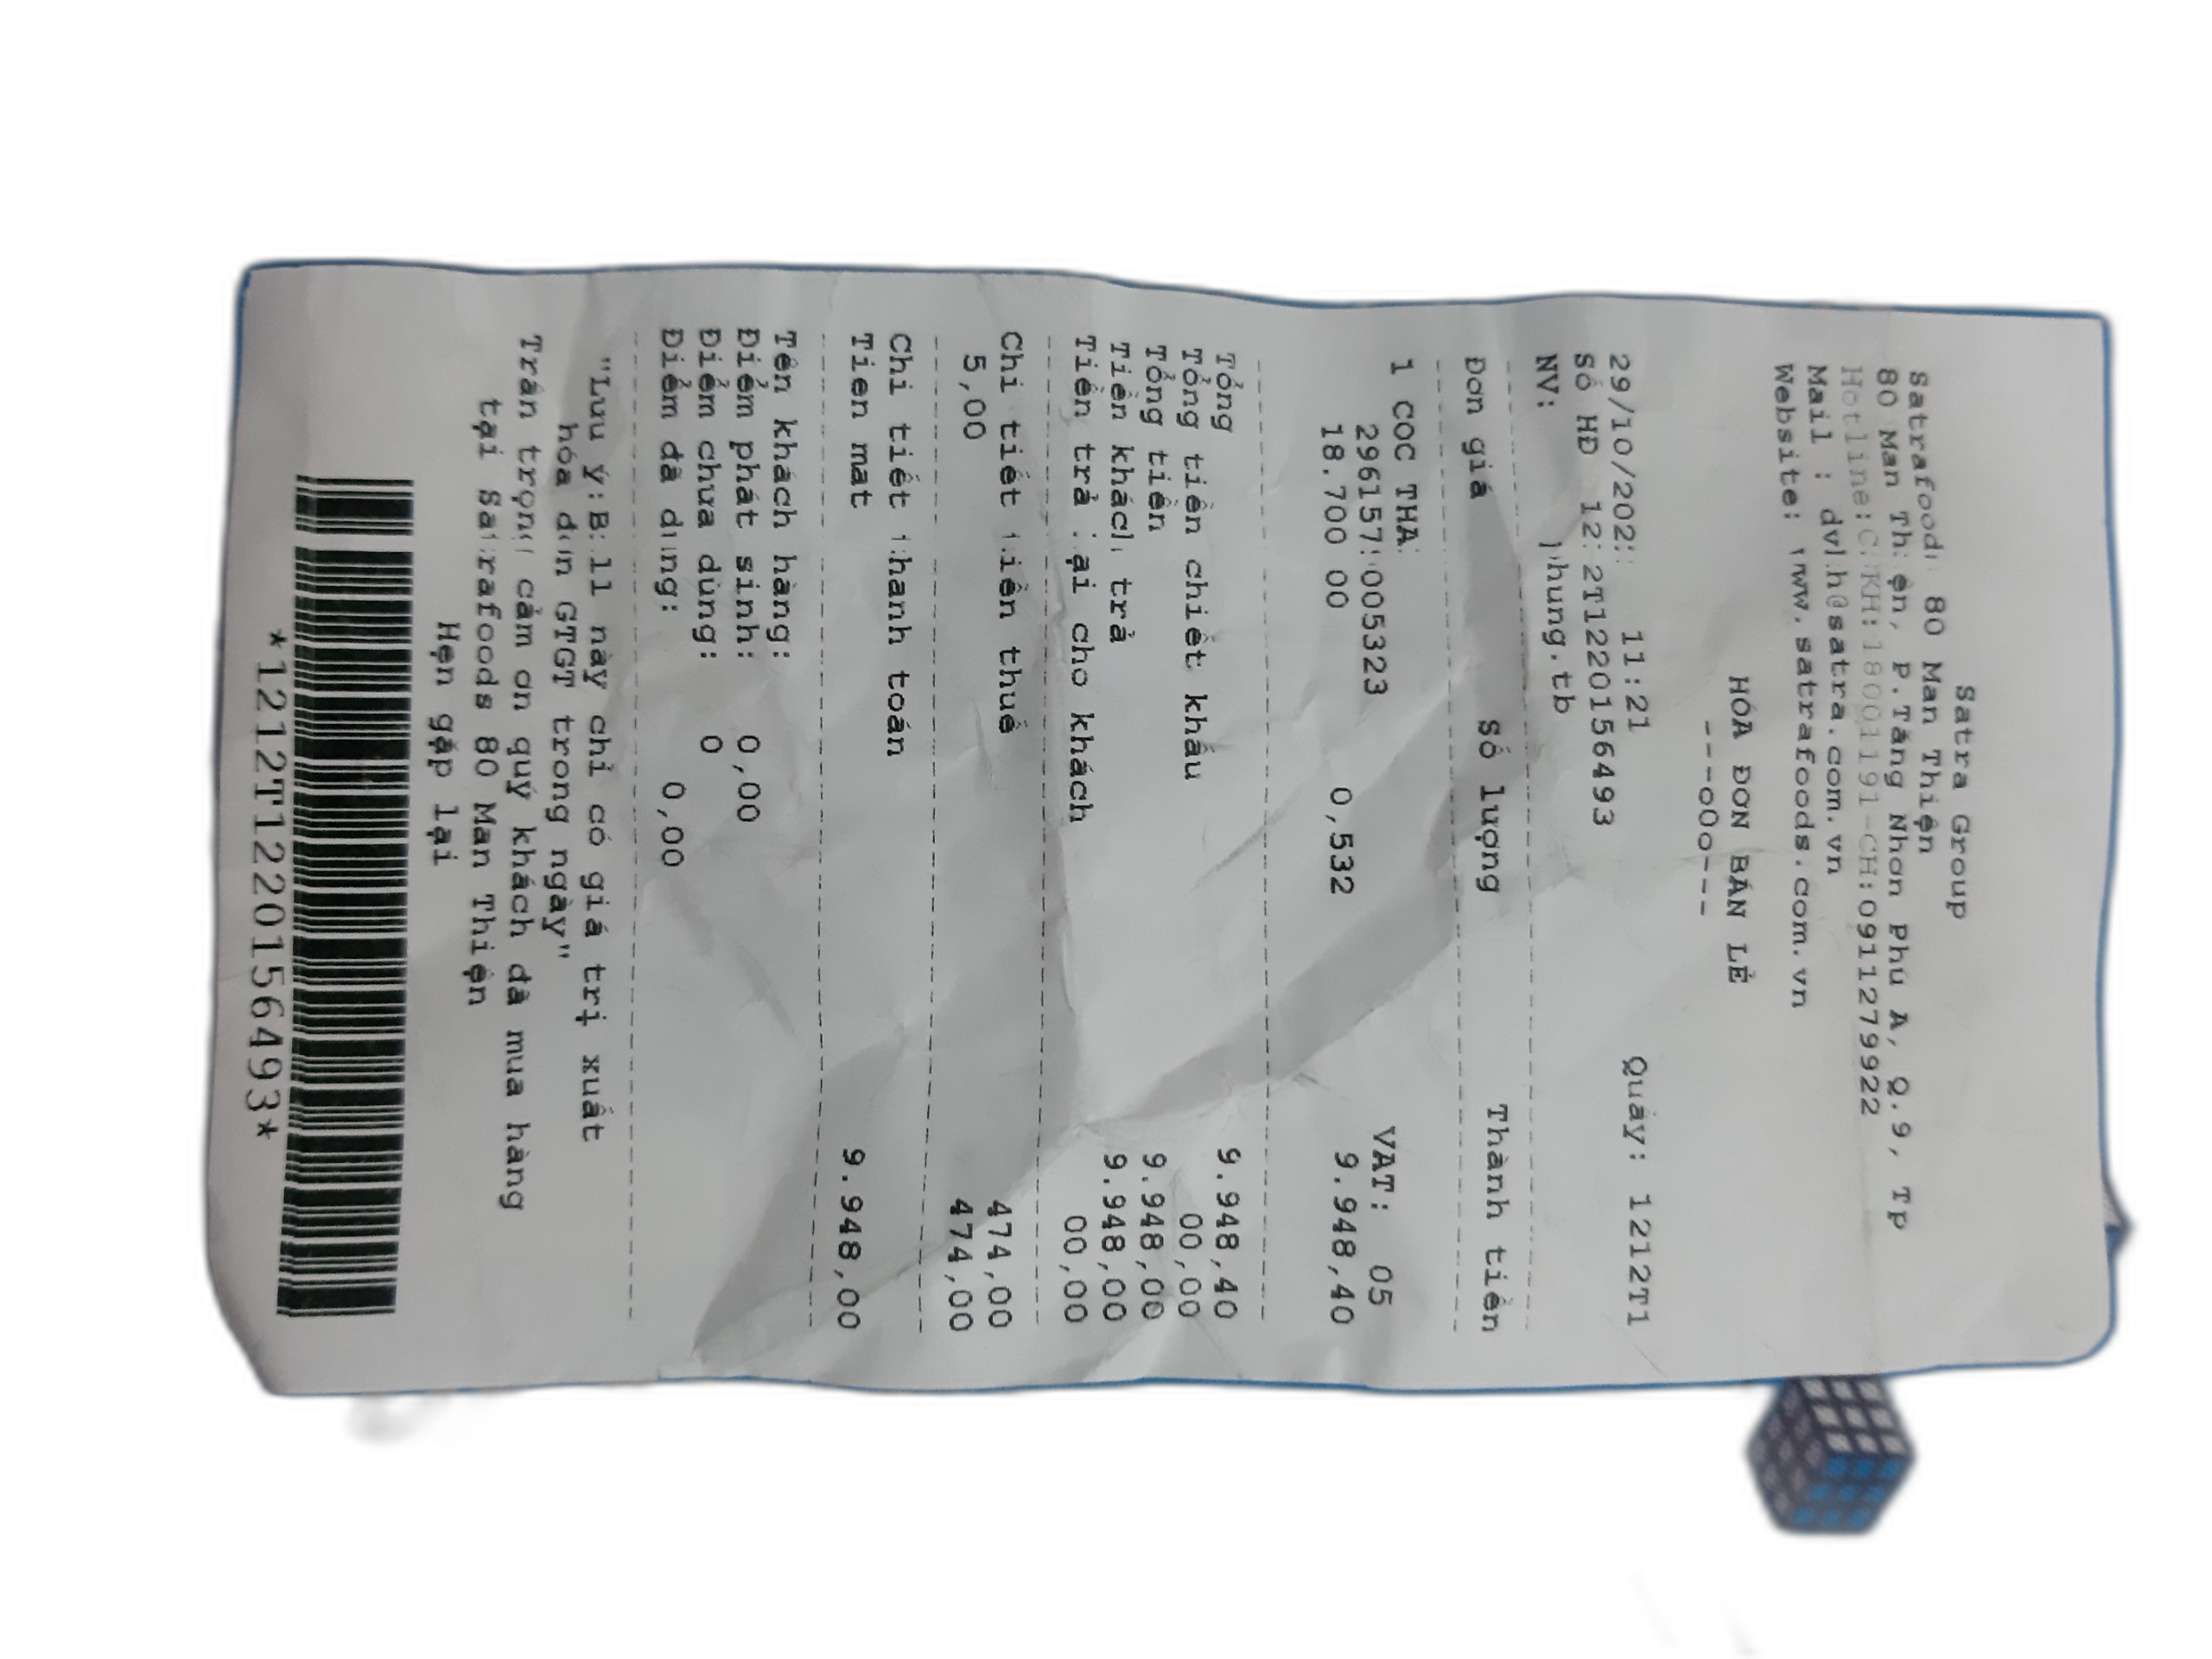 Satra Group
Satrafoods 80 Man Thiện
80 Man Thiện, P.Tăng Nhơn Phú A, Q.9, Tp
Hotline:CSKH:18001191-CH:0911279922
Mail : dvkh@satra.com.vn
Website: www.satrafoods.com.vn
HÓA ĐƠN BÁN LẺ
---oOo---
29/10/202 11:21 Quầy: 1212T1
Số HĐ 1212T12201564493
NV: phung.tb
Đơn giá Số lượng Thành tiền
1 COC THA VAT: 05
005323
18.700 00 0,532 9.948,40
Tổng 9.948,40
Tổng tiền chiết khấu 00,00
Tổng tiền 9.948,00
Tiền khách trả 9.948,00
Tiền trả lại cho khách 00,00
Chi tiết tiền thuế 474,00
5,00 474,00
Chi tiết thanh toán
Tien mat 9.948,00
Tên khách hàng:
Điểm phát sinh: 0,00
Điểm chưa dùng: 0
Điểm đã dùng: 0,00
"Lưu ý:Bill này chỉ có giá trị xuất
hóa đơn GTGT trong ngày"
Trân trọng cảm ơn quý khách đã mua hàng
tại Satrafoods 80 Man Thiện
Hẹn gặp lại
*1212T12201564493*